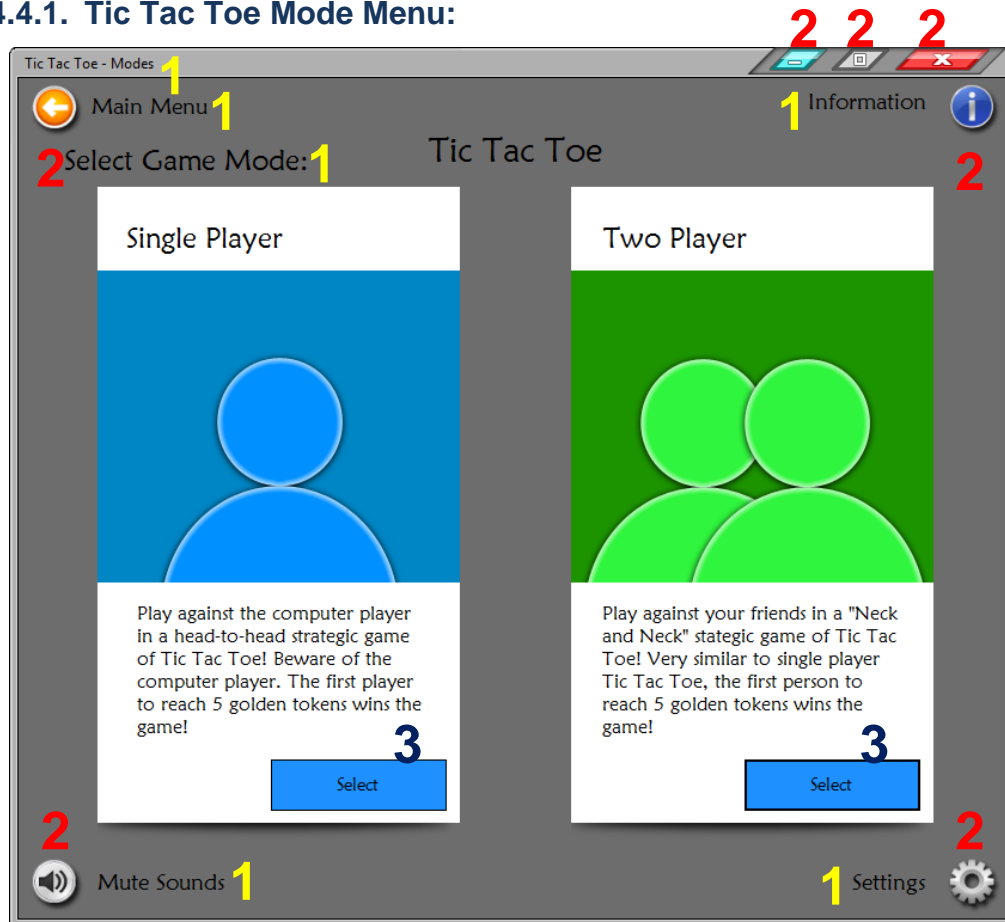 4.4.1. Tic Tac Toe Mode Menu:
2 2 2
Tic Tac Toe - Modes 1
Main Menu 1
1 Information
2 Select Game Mode: 1
Tic Tac Toe
2
Single Player
Play against the computer player
in a head-to-head strategic game
of Tic Tac Toe! Beware of the
computer player. The first player
to reach 5 golden tokens wins the
game!
3
Select
Two Player
Play against your friends in a "Neck
and Neck" stategic game of Tic Tac
Toe! Very similar to single player
Tic Tac Toe, the first person to
reach 5 golden tokens wins the
game!
3
Select
2
Mute Sounds 1
2
1 Settings